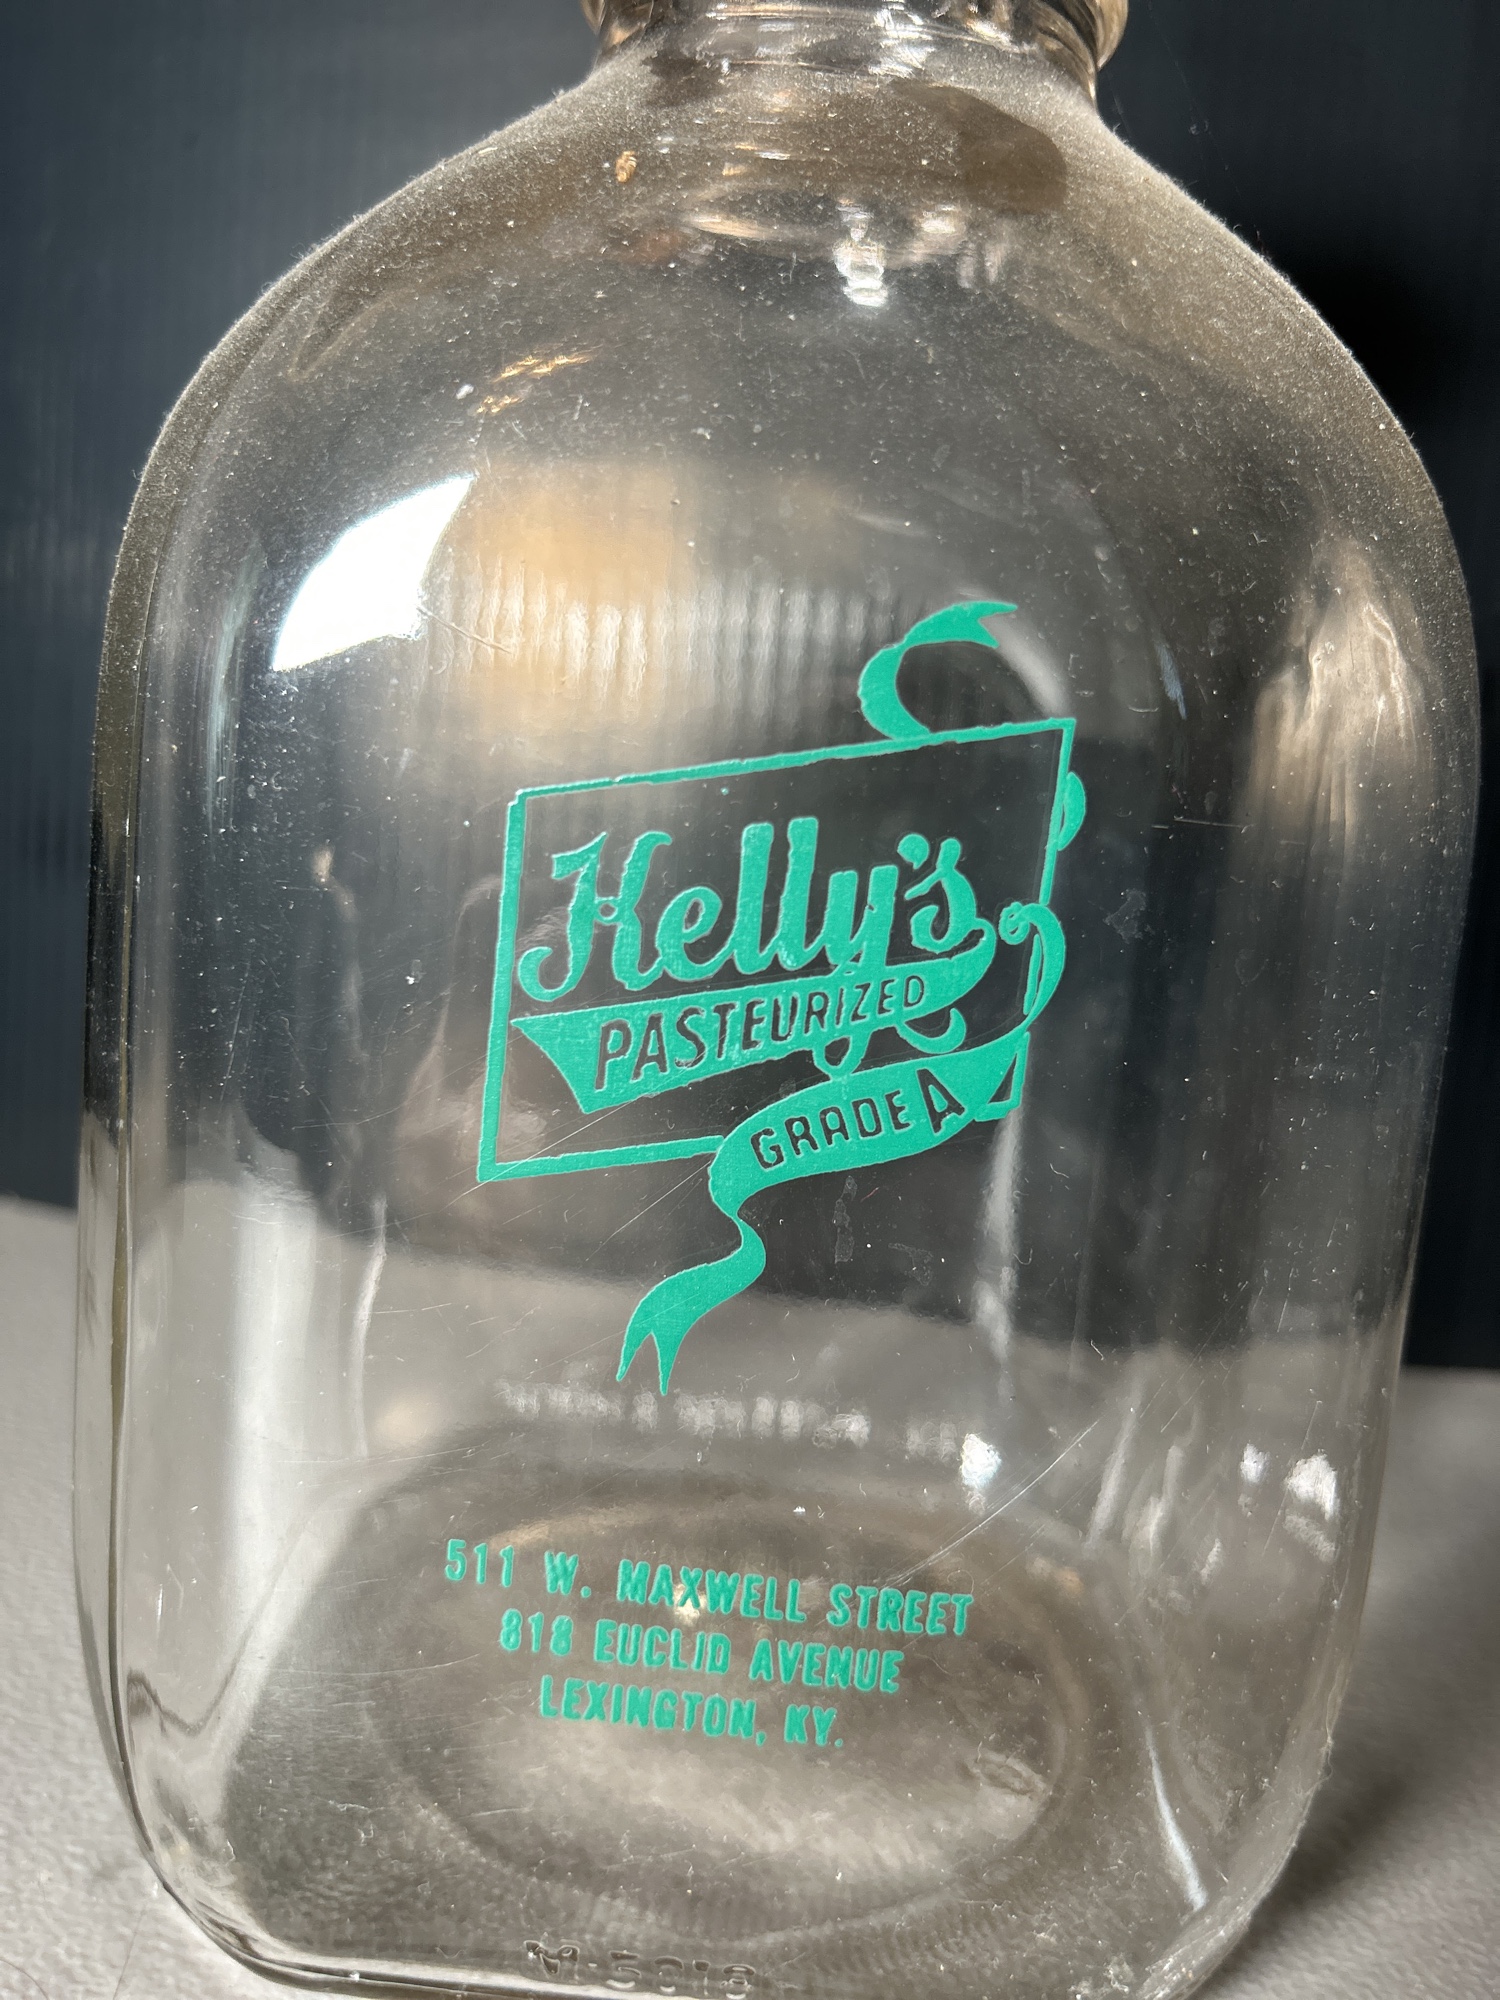 Kelly's
PASTEURIZED
GRADE A
511 W. MAXWELL STREET
818 EUCLID AVENUE
LEXINGTON, KY.